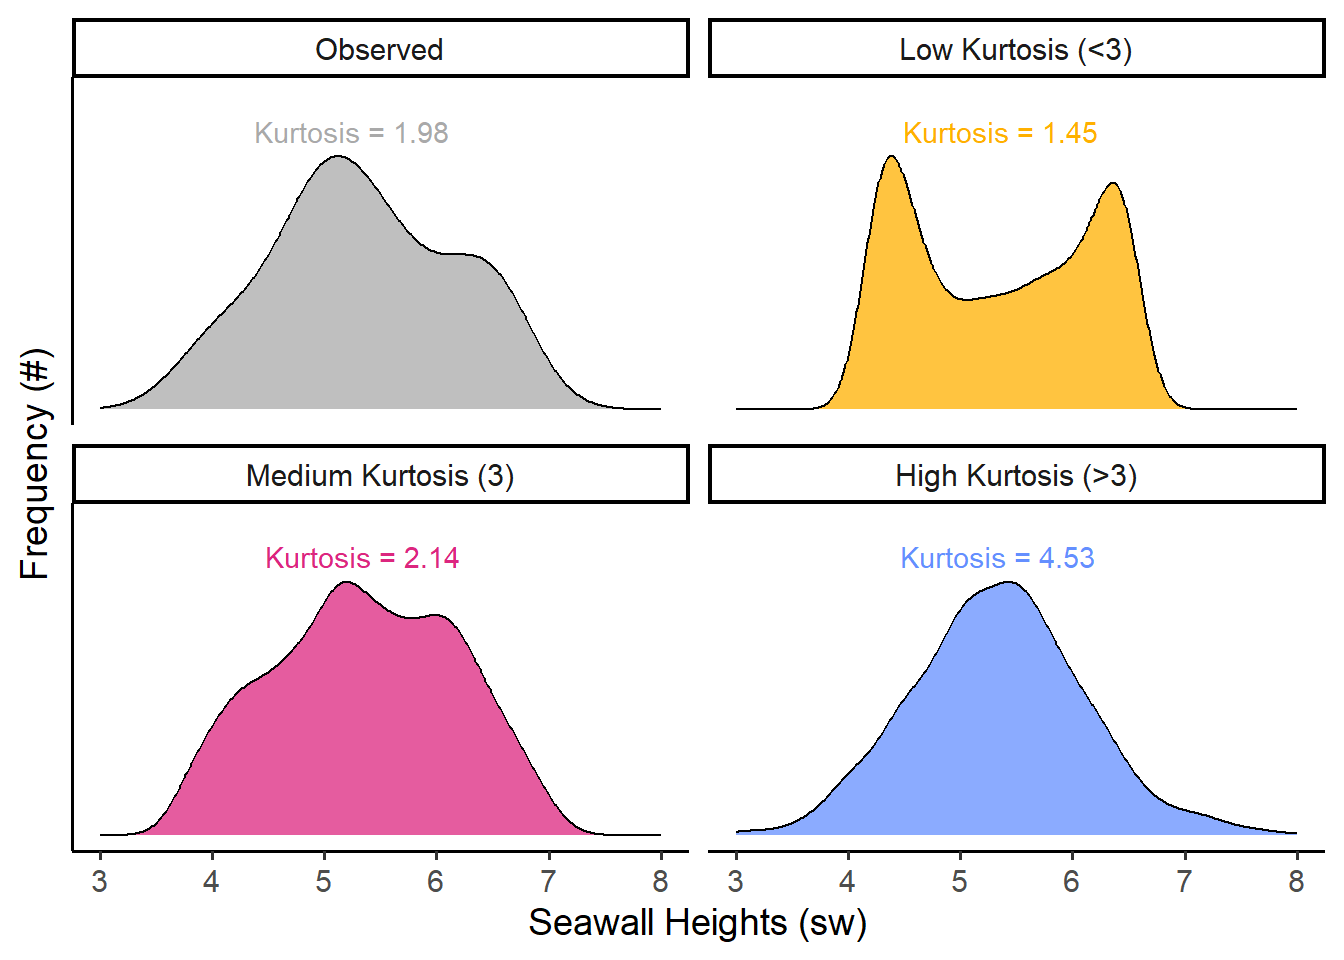 Observed
Low Kurtosis (<3)
Kurtosis = 1.98
Kurtosis = 1.45
Medium Kurtosis (3)
High Kurtosis (>3)
Kurtosis = 2.14
Kurtosis = 4.53
Frequency (#)
3 4 5 6 7 8
3 4 5 6 7 8
Seawall Heights (sw)